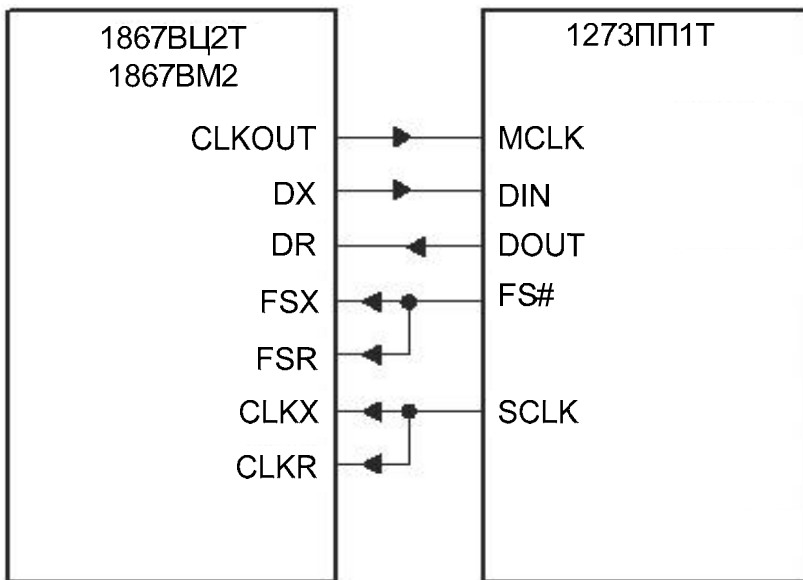 1867ВЦ2Т
1867ВМ2
1273ПП1Т
CLKOUT
MCLK
DX
DIN
DR
DOUT
FSX
FS#
FSR
CLKX
SCLK
CLKR